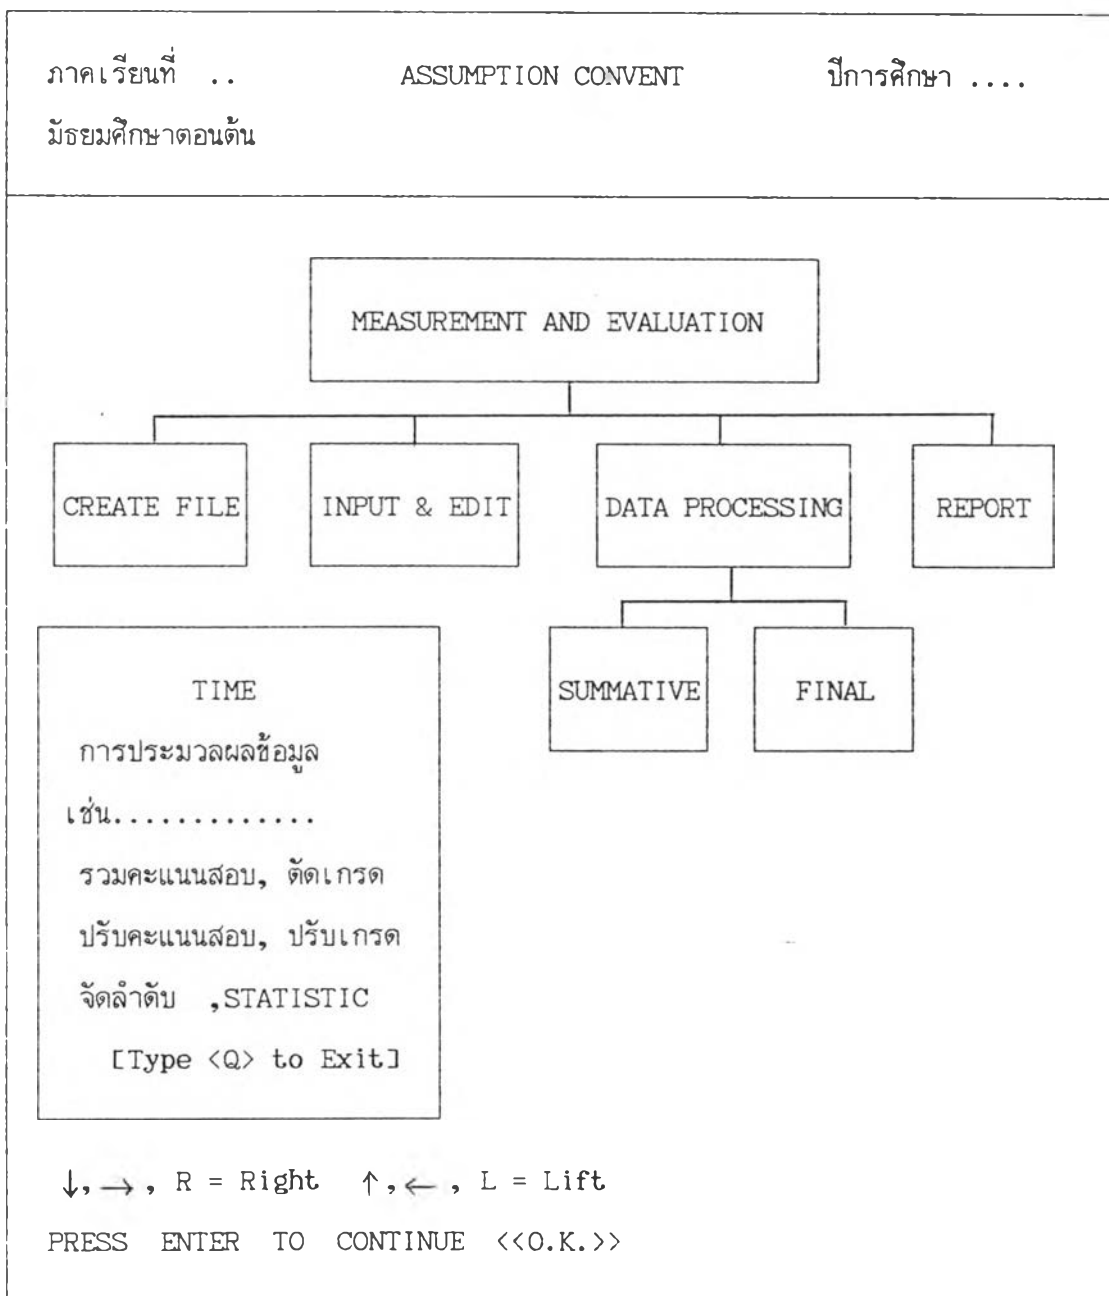 ภาคเรียนที่ .. ASSUMPTION CONVENT ปีการศึกษา ....
มัธยมศึกษาตอนต้น
MEASUREMENT AND EVALUATION
CREATE FILE INPUT & EDIT DATA PROCESSING REPORT
SUMMATIVE FINAL
TIME
การประมวลผลข้อมูล
เช่น.............
รวมคะแนนสอบ, ตัดเกรด
ปรับคะแนนสอบ, ปรับเกรด
จัดลำดับ ,STATISTIC
[Type <Q> to Exit]
↓,→, R = Right ↑,←, L = Lift
PRESS ENTER TO CONTINUE <<O.K.>>